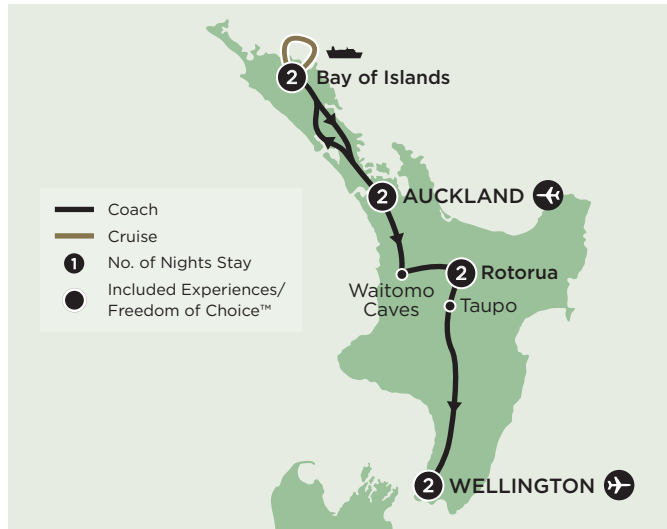 2 Bay of Islands
2 AUCKLAND
Coach
Cruise
1 No. of Nights Stay
Included Experiences/
Freedom of Choice™
2 Rotorua
Waitomo
Caves
Taupo
2 WELLINGTON